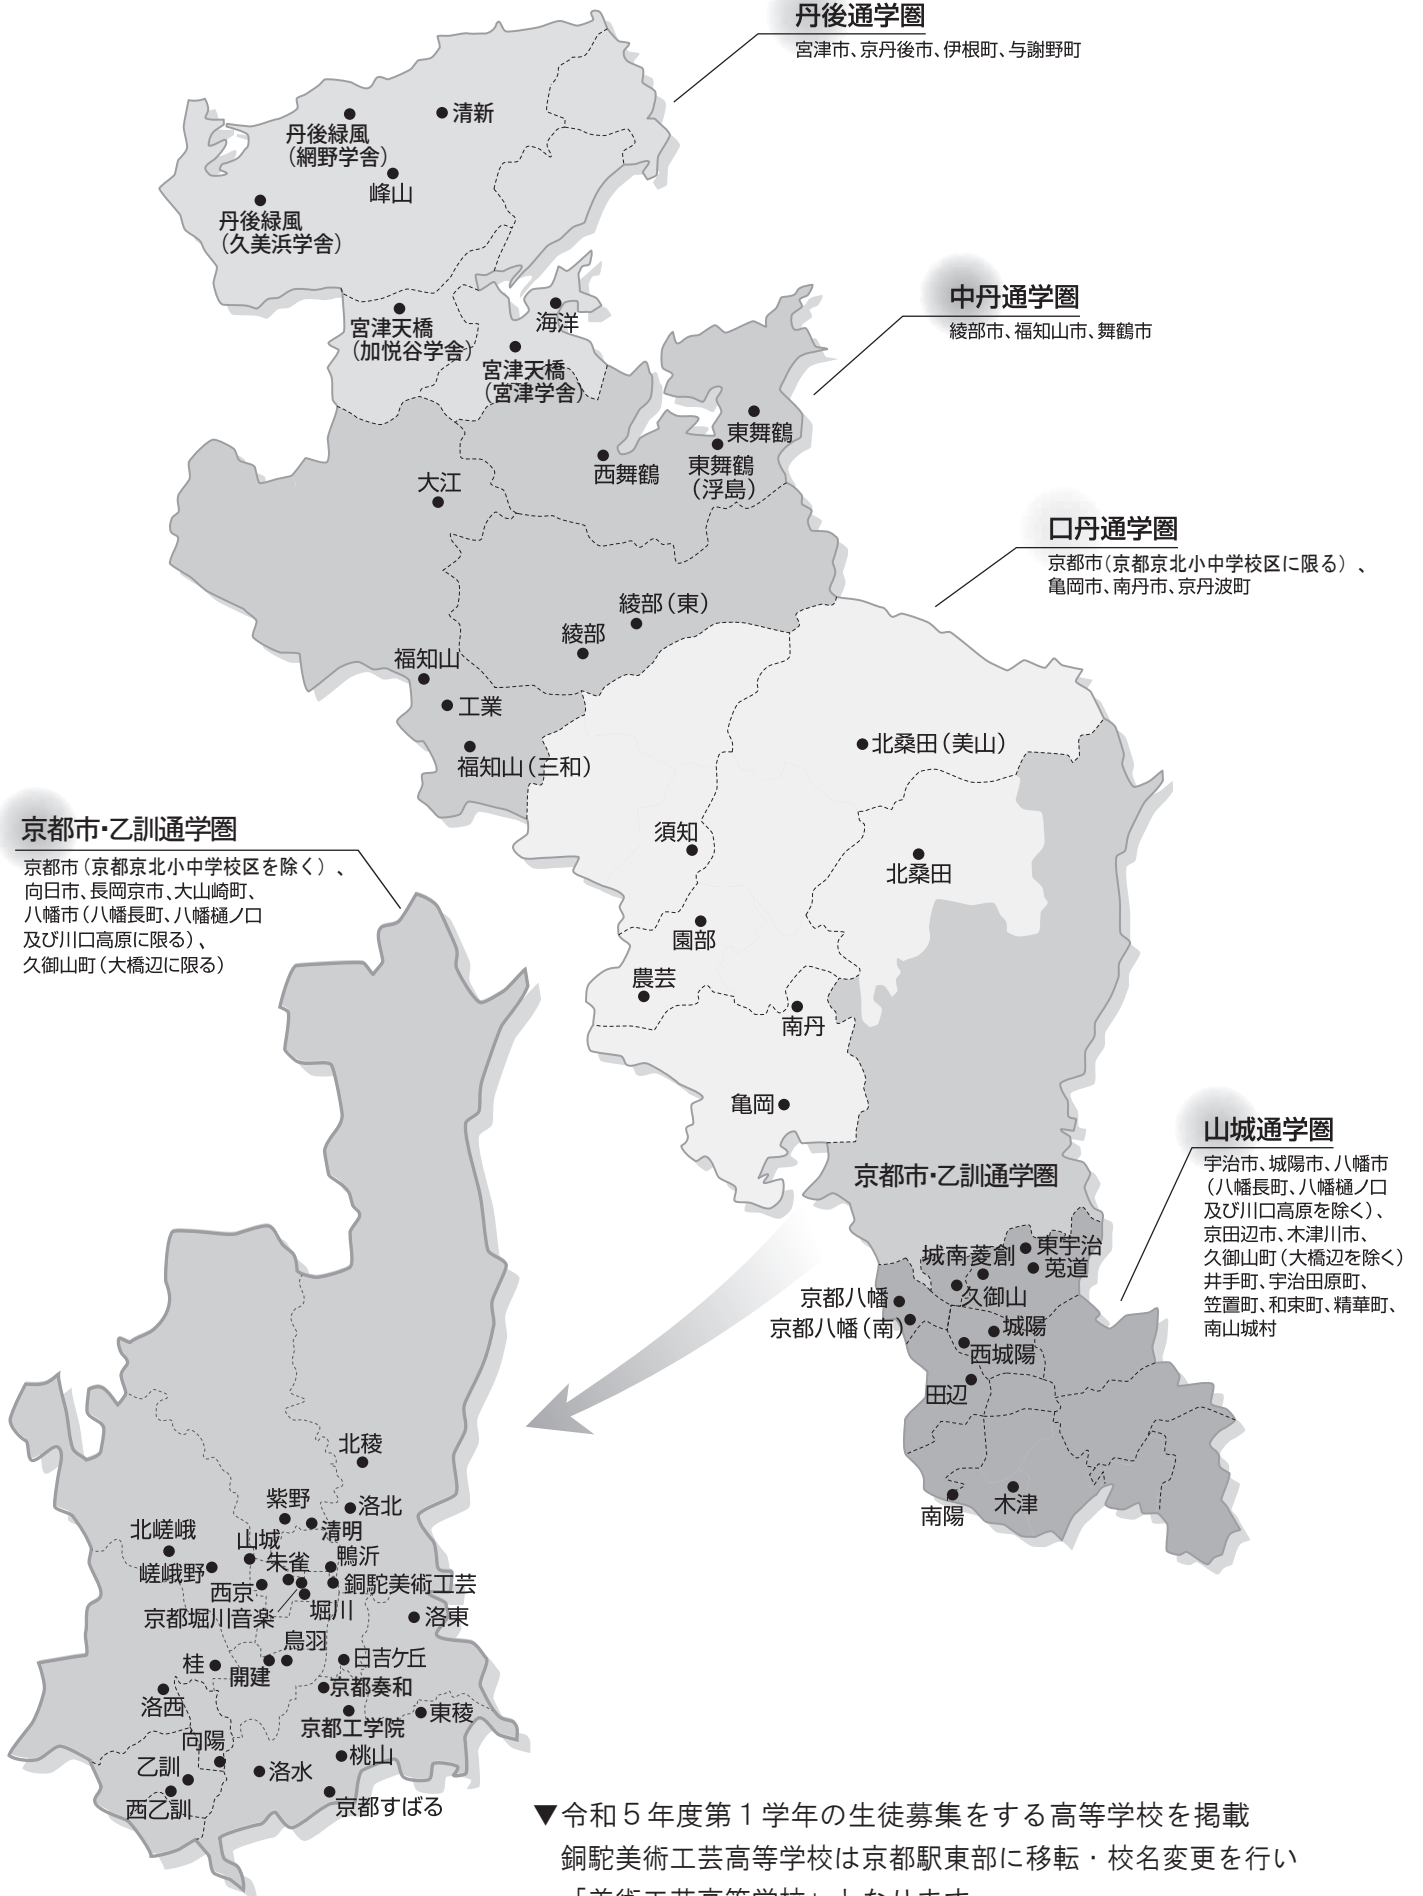 丹後通学圏
宮津市、京丹後市、伊根町、与謝野町
清新
丹後緑風
（網野学舎）
峰山
丹後緑風
（久美浜学舎）
宮津天橋
（加悦谷学舎）
海洋
宮津天橋
（宮津学舎）
中丹通学圏
綾部市、福知山市、舞鶴市
東舞鶴
東舞鶴
（浮島）
西舞鶴
大江
綾部（東）
綾部
福知山
工業
福知山（三和）
口丹通学圏
京都市（京都京北小中学校区に限る）、
亀岡市、南丹市、京丹波町
北桑田（美山）
須知
北桑田
園部
農芸
南丹
亀岡
京都市・乙訓通学圏
京都市（京都京北小中学校区を除く）、
向日市、長岡京市、大山崎町、
八幡市（八幡長町、八幡樋ノ口
及び川口高原に限る）、
久御山町（大橋辺に限る）
京都市・乙訓通学圏
山城通学圏
宇治市、城陽市、八幡市
（八幡長町、八幡樋ノ口
及び川口高原を除く）、
京田辺市、木津川市、
久御山町（大橋辺を除く）
井手町、宇治田原町、
笠置町、和束町、精華町、
南山城村
東宇治
城南菱創
莵道
久御山
京都八幡
京都八幡（南）
城陽
西城陽
田辺
木津
南陽
北稜
紫野
洛北
清明
北嵯峨
山城
朱雀
鴨沂
嵯峨野
西京
銅駝美術工芸
京都堀川音楽
堀川
洛東
鳥羽
日吉ケ丘
桂
開建
京都奏和
洛西
東稜
京都工学院
向陽
桃山
乙訓
洛水
西乙訓
京都すばる
▼令和５年度第１学年の生徒募集をする高等学校を掲載
銅駝美術工芸高等学校は京都駅東部に移転・校名変更を行い
「美術工芸高等学校」となります